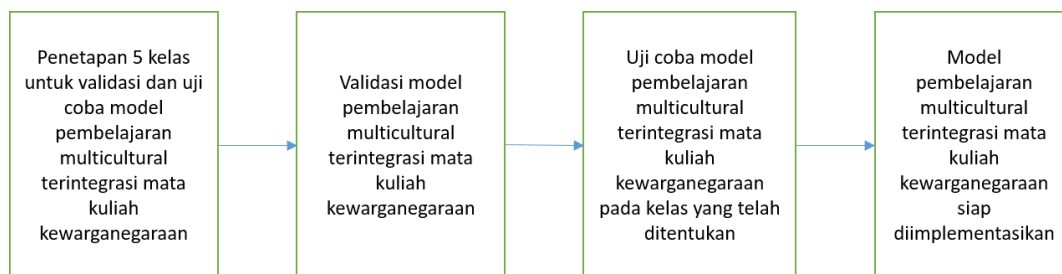 Penetapan 5 kelas
untuk validasi dan uji
coba model
pembelajaran
multicultural
terintegrasi mata
kuliah
kewarganegaraan
Validasi model
pembelajaran
multicultural
terintegrasi mata
kuliah
kewarganegaraan
Uji coba model
pembelajaran
multicultural
terintegrasi mata
kuliah
kewarganegaraan
pada kelas yang telah
ditentukan
Model
pembelajaran
multicultural
terintegrasi mata
kuliah
kewarganegaraan
siap
diimplementasikan